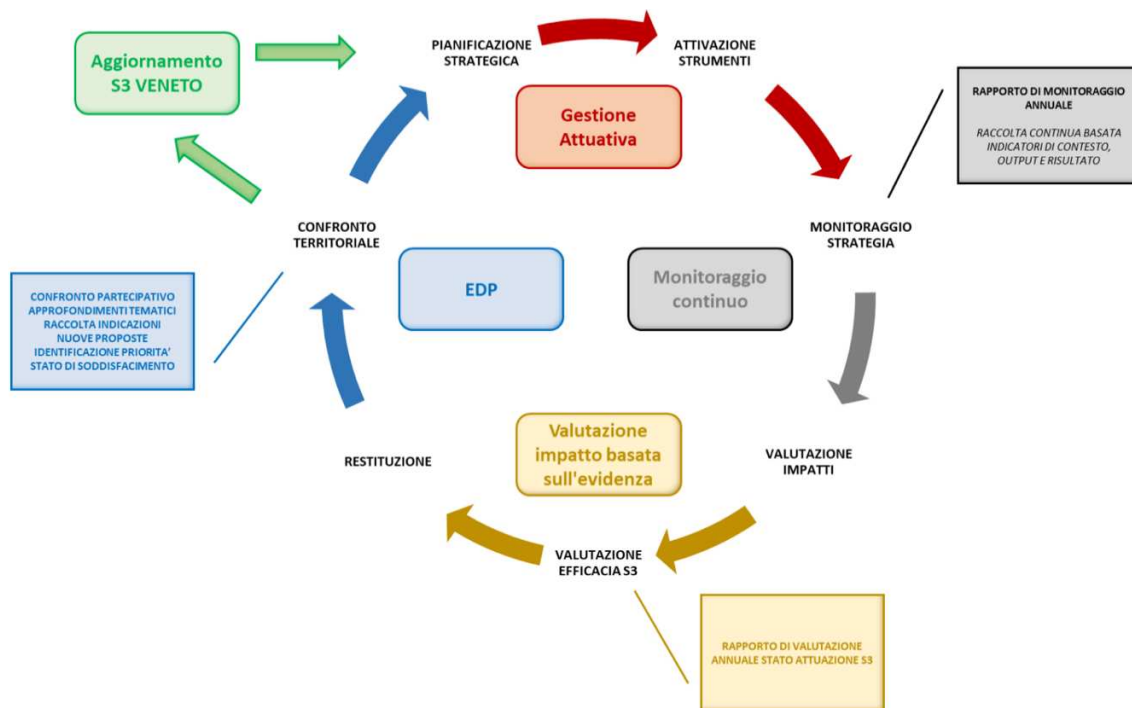 PIANIFICAZIONE
STRATEGICA
ATTIVAZIONE
STRUMENTI
Aggiornamento
S3 VENETO
Gestione
Attuativa
RAPPORTO DI MONITORAGGIO
ANNUALE
RACCOLTA CONTINUA BASATA
INDICATORI DI CONTESTO,
OUTPUT E RISULTATO
CONFRONTO
TERRITORIALE
MONITORAGGIO
STRATEGIA
EDP
Monitoraggio
continuo
CONFRONTO PARTECIPATIVO
APPROFONDIMENTI TEMATICI
RACCOLTA INDICAZIONI
NUOVE PROPOSTE
IDENTIFICAZIONE PRIORITA'
STATO DI SODDISFACIMENTO
RESTITUZIONE
Valutazione
impatto basata
sull'evidenza
VALUTAZIONE
IMPATTI
VALUTAZIONE
EFFICACIA S3
RAPPORTO DI VALUTAZIONE
ANNUALE STATO ATTUAZIONE S3